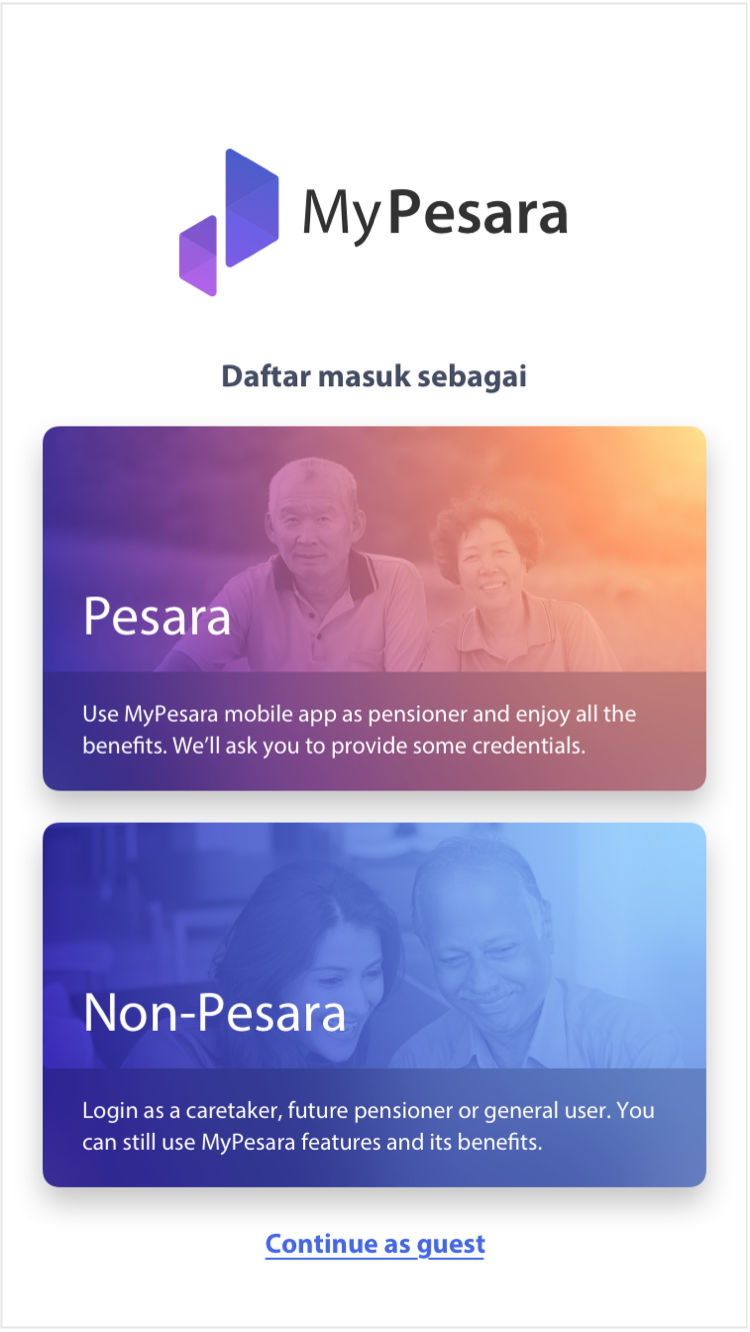 MyPesara
Daftar masuk sebagai
Pesara
Use MyPesara mobile app as pensioner and enjoy all the
benefits. We’ll ask you to provide some credentials.
Non-Pesara
Login as a caretaker, future pensioner or general user. You
can still use MyPesara features and its benefits.
Continue as guest